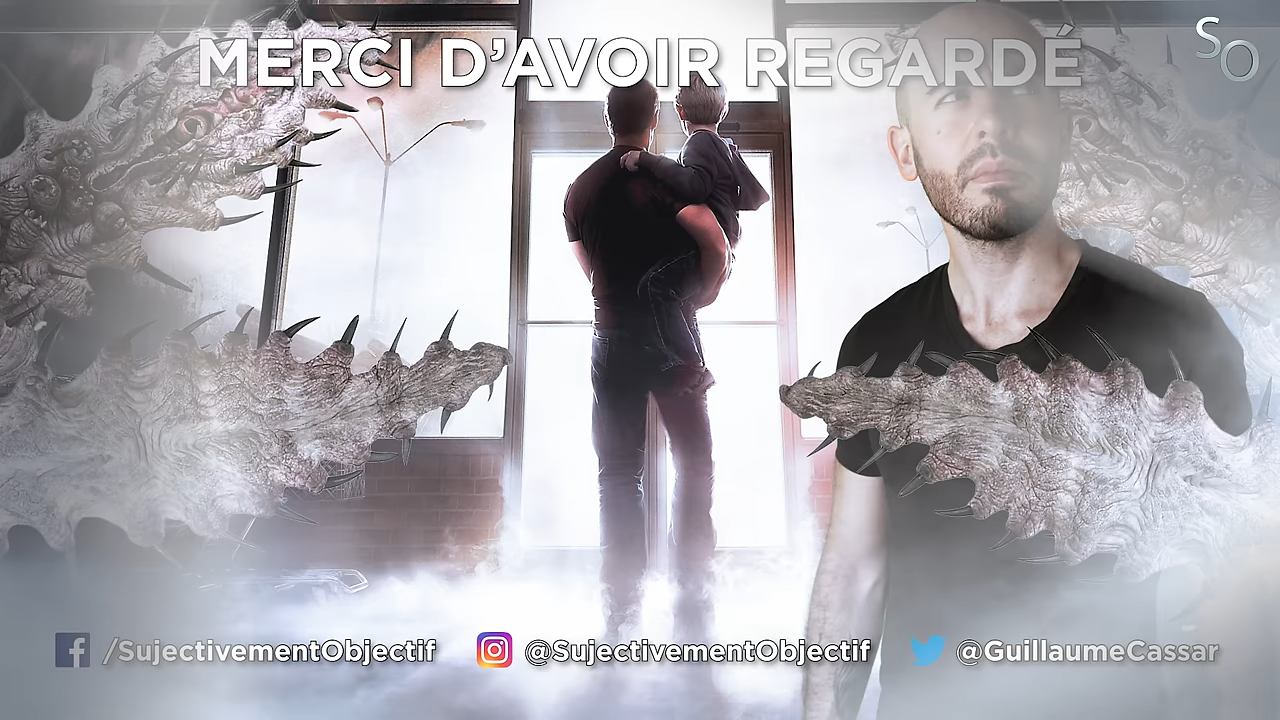 MERCI D’AVOIR REGARDÉ
SO
/SujectivementObjectif
@SujectivementObjectif
@GuillaumeCassar